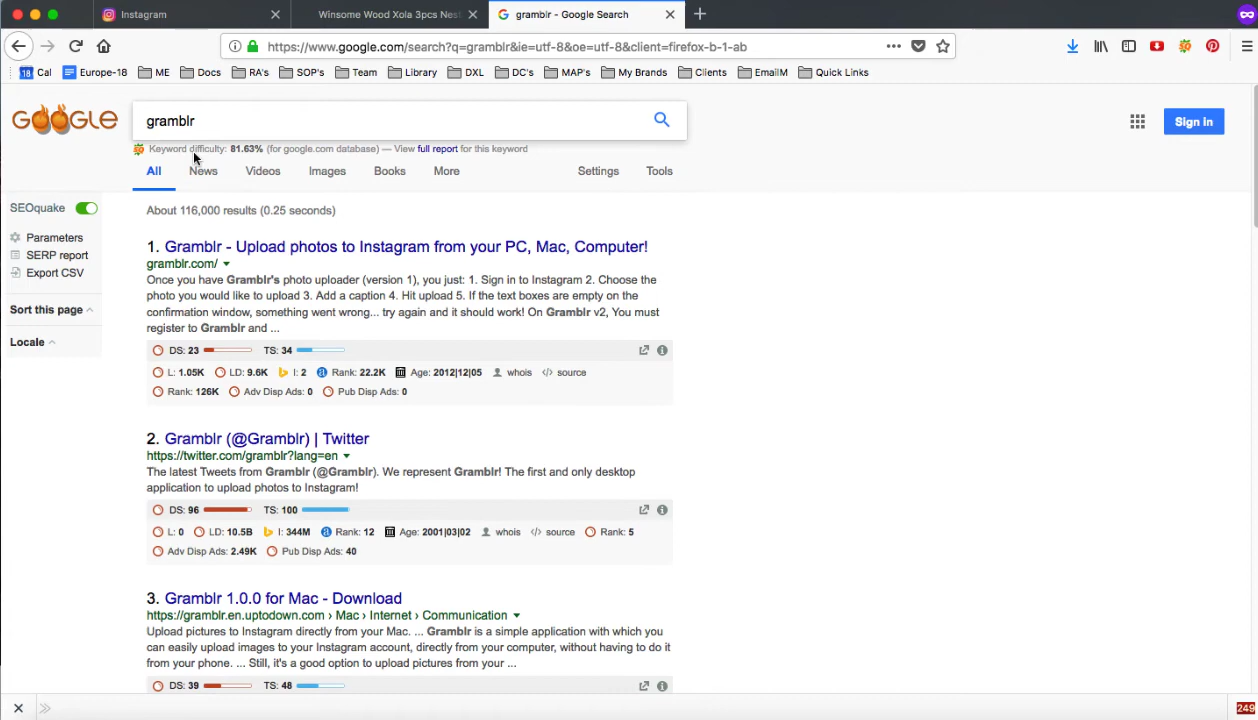 Instagram
Winsome Wood Xola 3pcs Nest
gramblr - Google Search
https://www.google.com/search?q=gramblr&ie=utf-8&oe=utf-8&client=firefox-b-1-ab
18 Cal Europe-18 ME Docs RA's SOP's Team Library DXL DC's MAP's My Brands Clients EmailM Quick Links
GOOGLE
gramblr
Sign in
Keyword difficulty: 81.63% (for google.com database) — View full report for this keyword
All News Videos Images Books More Settings Tools
SEOquake
Parameters
SERP report
Export CSV
Sort this page
Locale
About 116,000 results (0.25 seconds)
1. Gramblr - Upload photos to Instagram from your PC, Mac, Computer!
gramblr.com/
Once you have Gramblr's photo uploader (version 1), you just: 1. Sign in to Instagram 2. Choose the
photo you would like to upload 3. Add a caption 4. Hit upload 5. If the text boxes are empty on the
confirmation window, something went wrong... try again and it should work! On Gramblr v2, You must
register to Gramblr and ...
DS: 23 TS: 34
L: 1.05K LD: 9.6K I: 2 Rank: 22.2K Age: 2012|12|05 whois source
Rank: 126K Adv Disp Ads: 0 Pub Disp Ads: 0
2. Gramblr (@Gramblr) | Twitter
https://twitter.com/gramblr?lang=en
The latest Tweets from Gramblr (@Gramblr). We represent Gramblr! The first and only desktop
application to upload photos to Instagram!
DS: 96 TS: 100
L: 0 LD: 10.5B I: 344M Rank: 12 Age: 2001|03|02 whois source Rank: 5
Adv Disp Ads: 2.49K Pub Disp Ads: 40
3. Gramblr 1.0.0 for Mac - Download
https://gramblr.en.uptodown.com › Mac › Internet › Communication
Upload pictures to Instagram directly from your Mac. ... Gramblr is a simple application with which you
can easily upload images to your Instagram account, directly from your computer, without having to do it
from your phone. ... Still, it's a good option to upload pictures from your ...
DS: 39 TS: 48
249